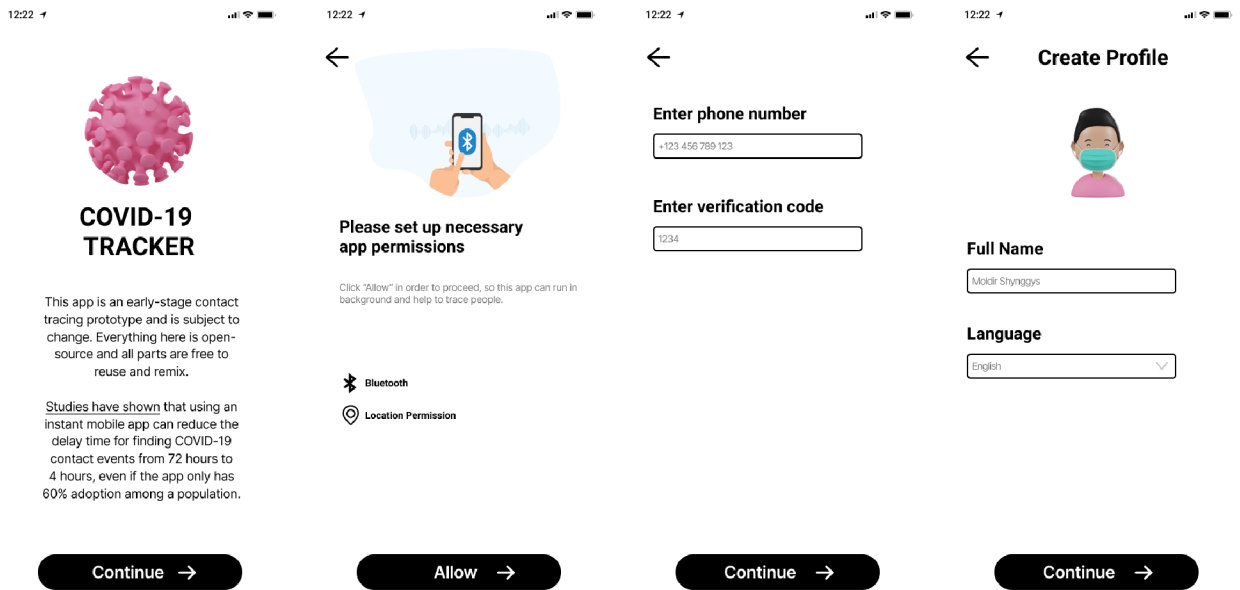 12:22
COVID-19
TRACKER
This app is an early-stage contact
tracing prototype and is subject to
change. Everything here is open-
source and all parts are free to
reuse and remix.
Studies have shown that using an
instant mobile app can reduce the
delay time for finding COVID-19
contact events from 72 hours to
4 hours, even if the app only has
60% adoption among a population.
Continue
12:22
Please set up necessary
app permissions
Click "Allow" in order to proceed, so this app can run in
background and help to trace people.
Bluetooth
Location Permission
Allow
12:22
Enter phone number
+123 456 789 123
Enter verification code
1234
Continue
12:22
Create Profile
Full Name
Moldir Shynggys
Language
English
Continue